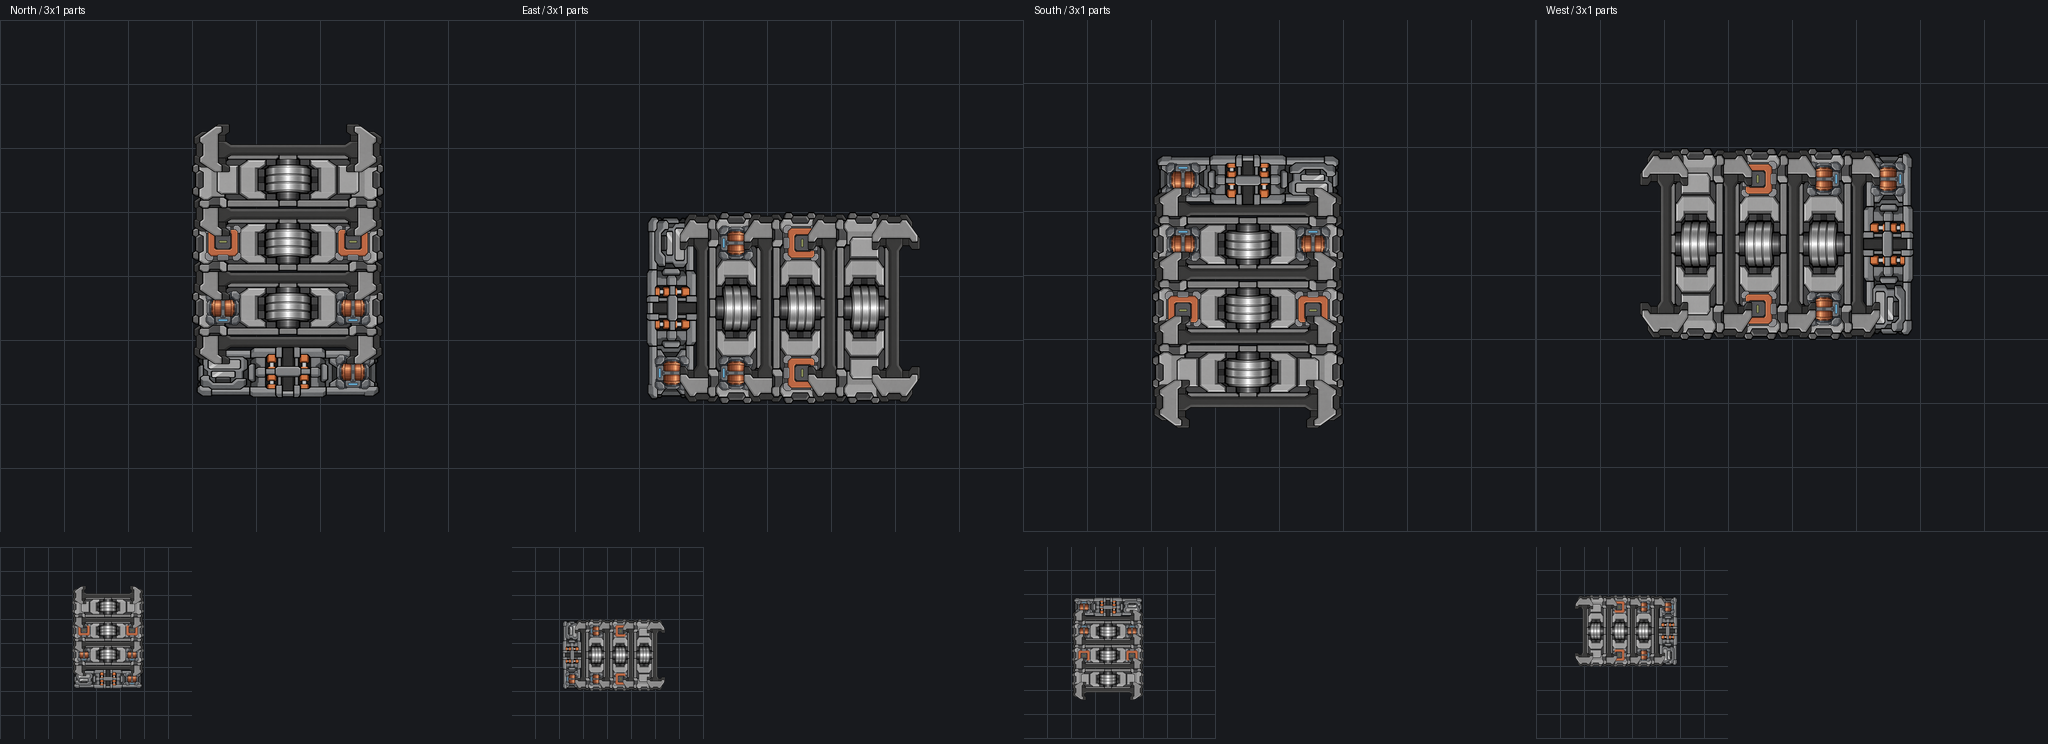 North / 3x1 parts
East / 3x1 parts
South / 3x1 parts
West / 3x1 parts